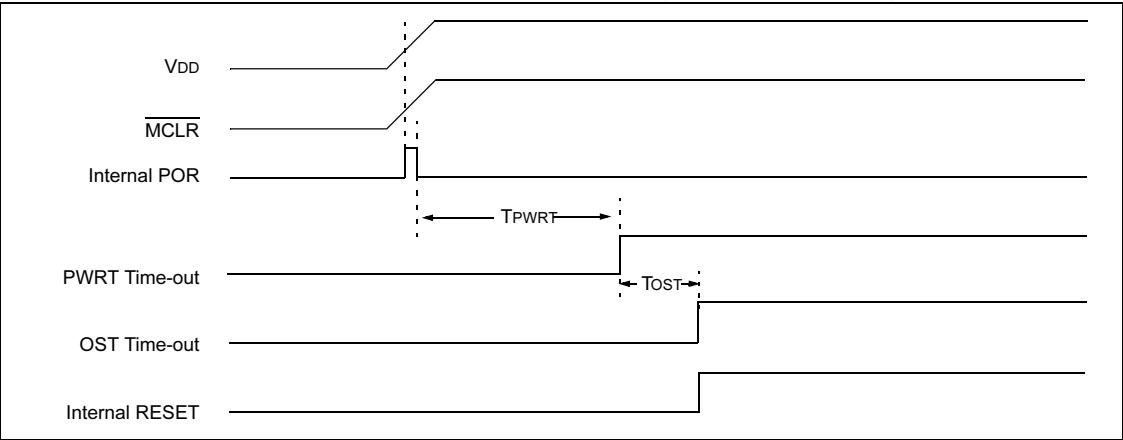 VDD
MCLR
Internal POR
TPWRT
PWRT Time-out
TOST
OST Time-out
Internal RESET